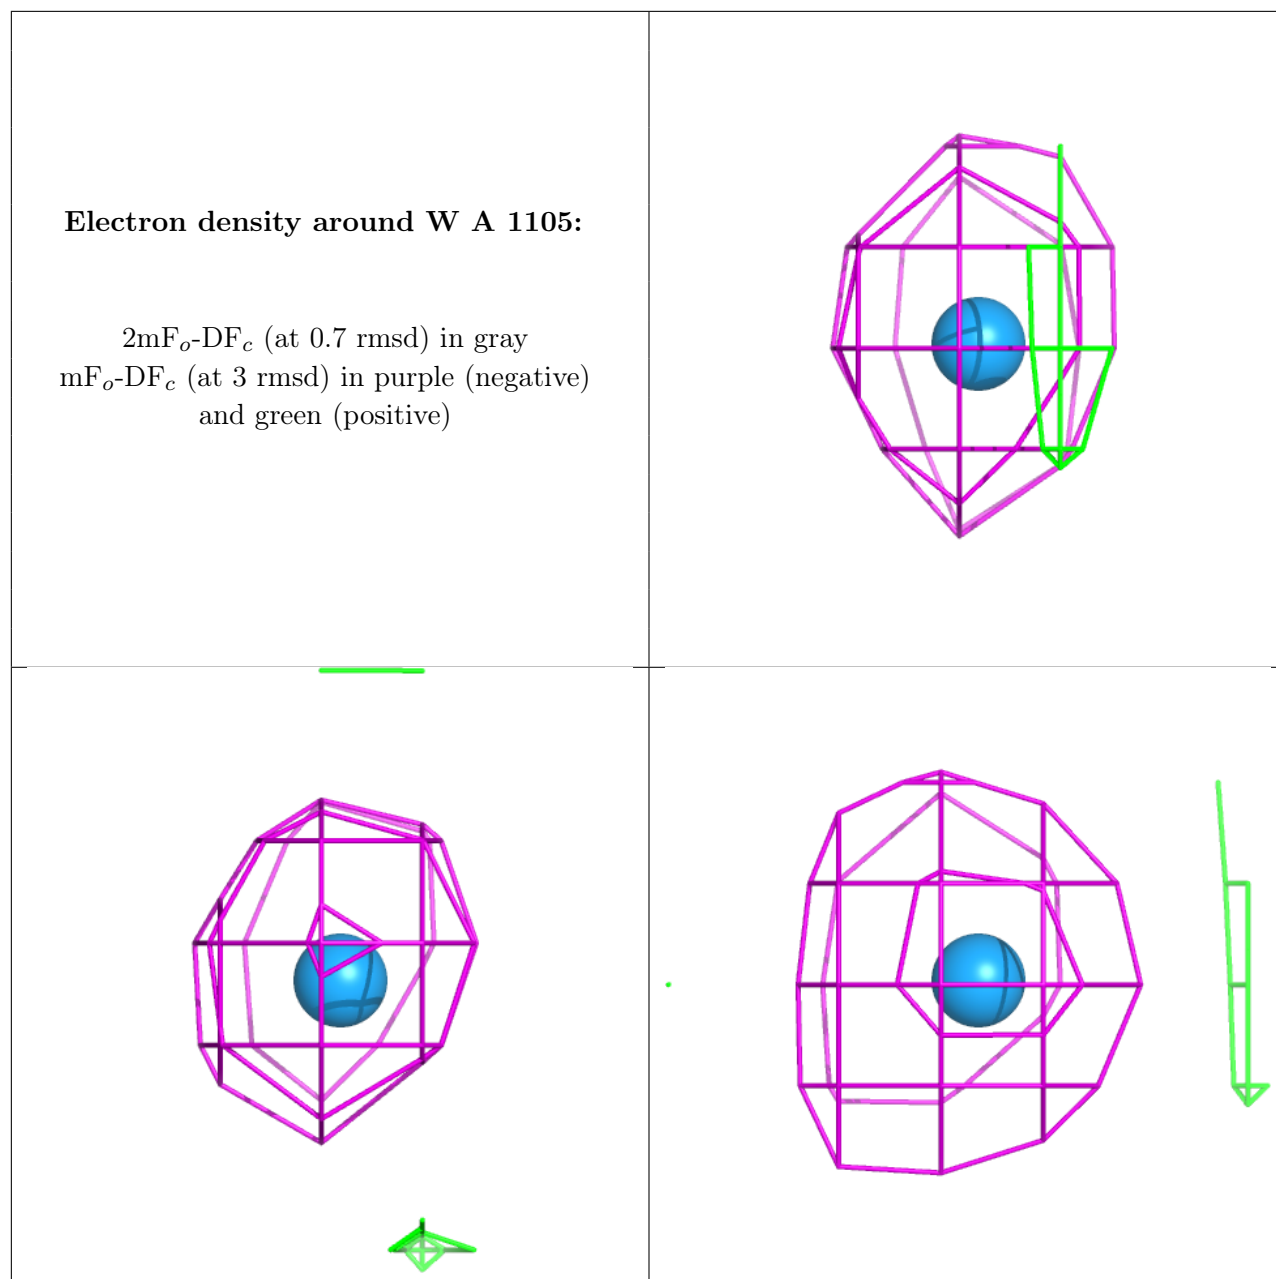 Electron density around W A 1105:
2mFo-DFc (at 0.7 rmsd) in gray
mFo-DFc (at 3 rmsd) in purple (negative)
and green (positive)